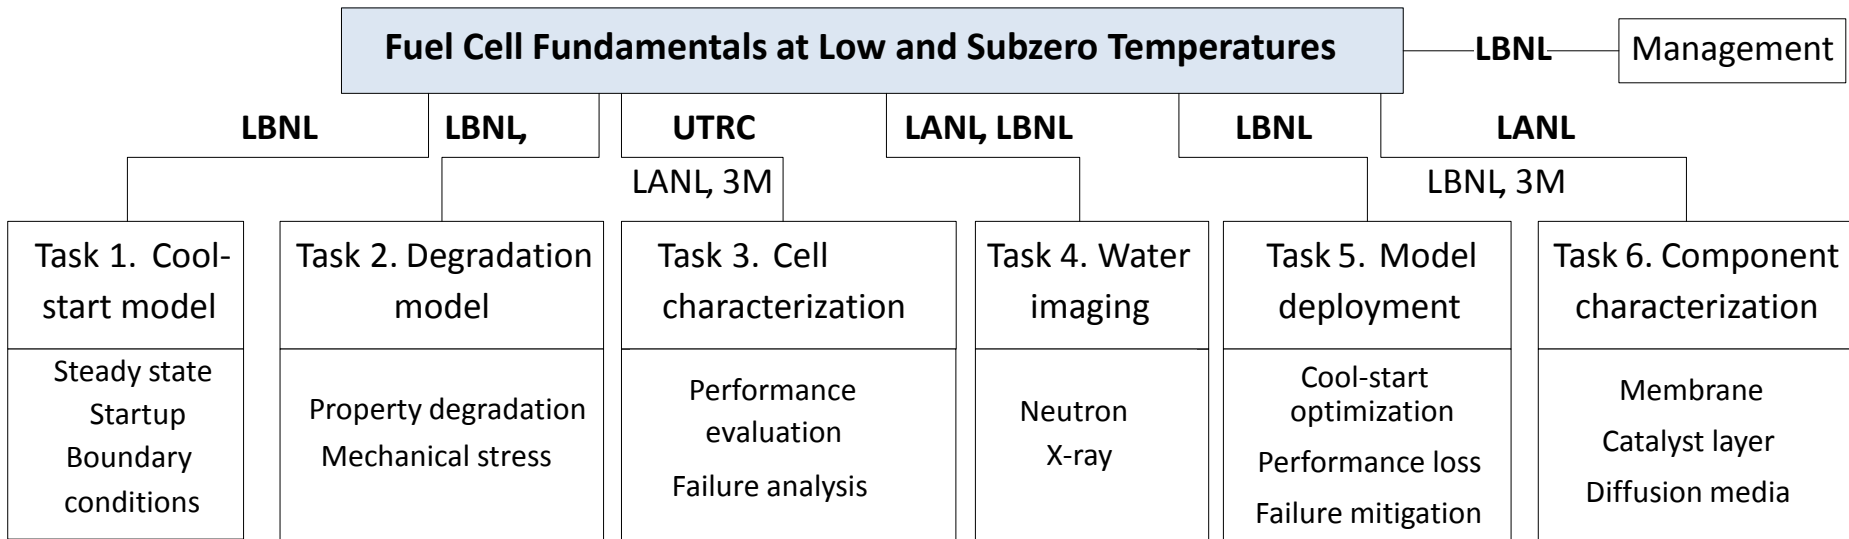 Fuel Cell Fundamentals at Low and Subzero Temperatures
LBNL
Management
LBNL
LBNL,
UTRC
LANL, LBNL
LBNL
LANL
LANL, 3M
LBNL, 3M
Task 1. Cool-
start model
Steady state
Startup
Boundary
conditions
Task 2. Degradation
model
Property degradation
Mechanical stress
Task 3. Cell
characterization
Performance
evaluation
Failure analysis
Task 4. Water
imaging
Neutron
X-ray
Task 5. Model
deployment
Cool-start
optimization
Performance loss
Failure mitigation
Task 6. Component
characterization
Membrane
Catalyst layer
Diffusion media